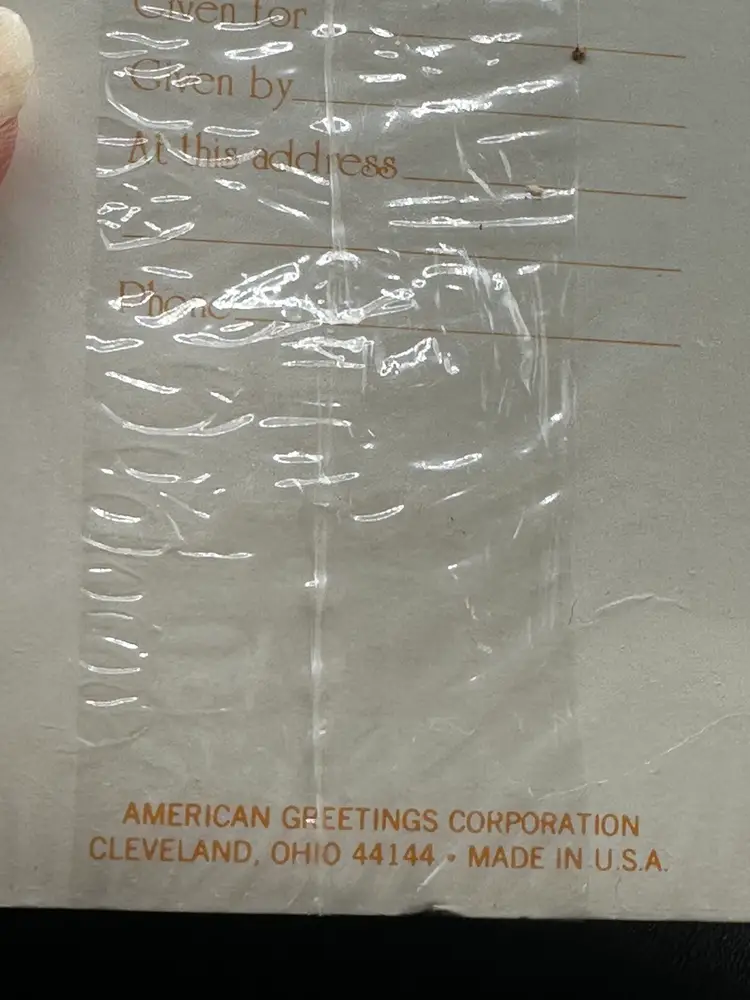 Given for
Given by
At this address
Phone
AMERICAN GREETINGS CORPORATION
CLEVELAND, OHIO 44144 • MADE IN U.S.A.